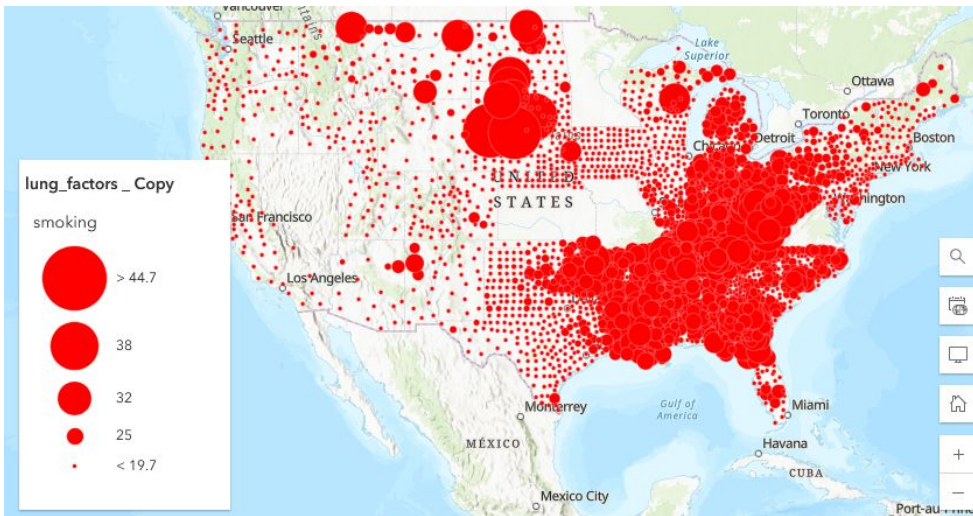 Vancouver
Seattle
Lake
Superior
Ottawa
Toronto
Detroit
Boston
New York
UNITED
STATES
Washington
San Francisco
Los Angeles
Monterrey
Gulf of
America
Miami
MÉXICO
Havana
CUBA
Mexico City
Port-au
lung_factors _ Copy
smoking
> 44.7
38
32
25
< 19.7
+
−